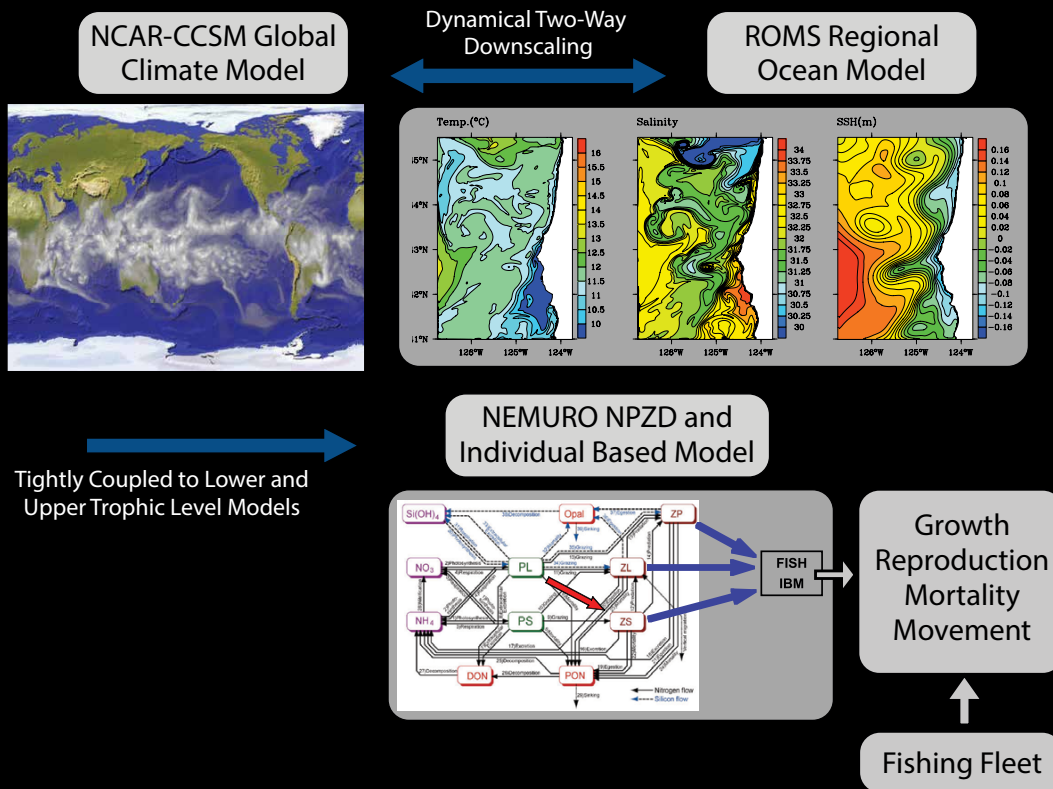 NCAR-CCSM Global
Climate Model
Dynamical Two-Way
Downscaling
ROMS Regional
Ocean Model
Temp.(°C)
16
15.5
15
14.5
14
13.5
13
12.5
12
11.5
11
10.5
10
5°N
4°N
3°N
2°N
1°N
126°W
125°W
124°W
Salinity
34
33.75
33.5
33.25
33
32.75
32.5
32.25
32
31.75
31.5
31.25
31
30.75
30.5
30.25
30
126°W
125°W
124°W
SSH(m)
0.16
0.14
0.12
0.1
0.08
0.06
0.04
0.02
0
-0.02
-0.04
-0.06
-0.08
-0.1
-0.12
-0.14
-0.16
126°W
125°W
124°W
Tightly Coupled to Lower and
Upper Trophic Level Models
NEMURO NPZD and
Individual Based Model
Si(OH)4
Opal
ZP
NO3
PL
ZL
NH4
PS
ZS
DON
PON
Nitrogen flow
Silicon flow
FISH
IBM
Growth
Reproduction
Mortality
Movement
Fishing Fleet